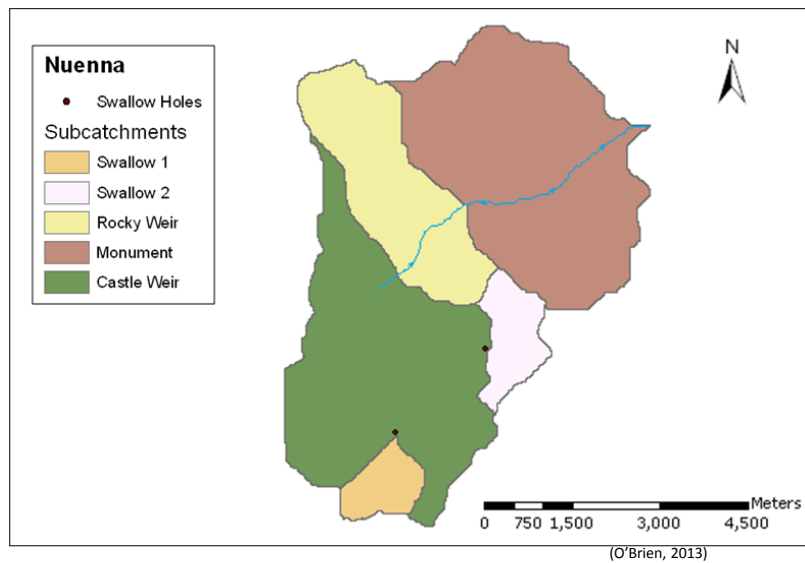 Nuenna
Swallow Holes
Subcatchments
Swallow 1
Swallow 2
Rocky Weir
Monument
Castle Weir
N
Meters
0 750 1,500 3,000 4,500
(O'Brien, 2013)